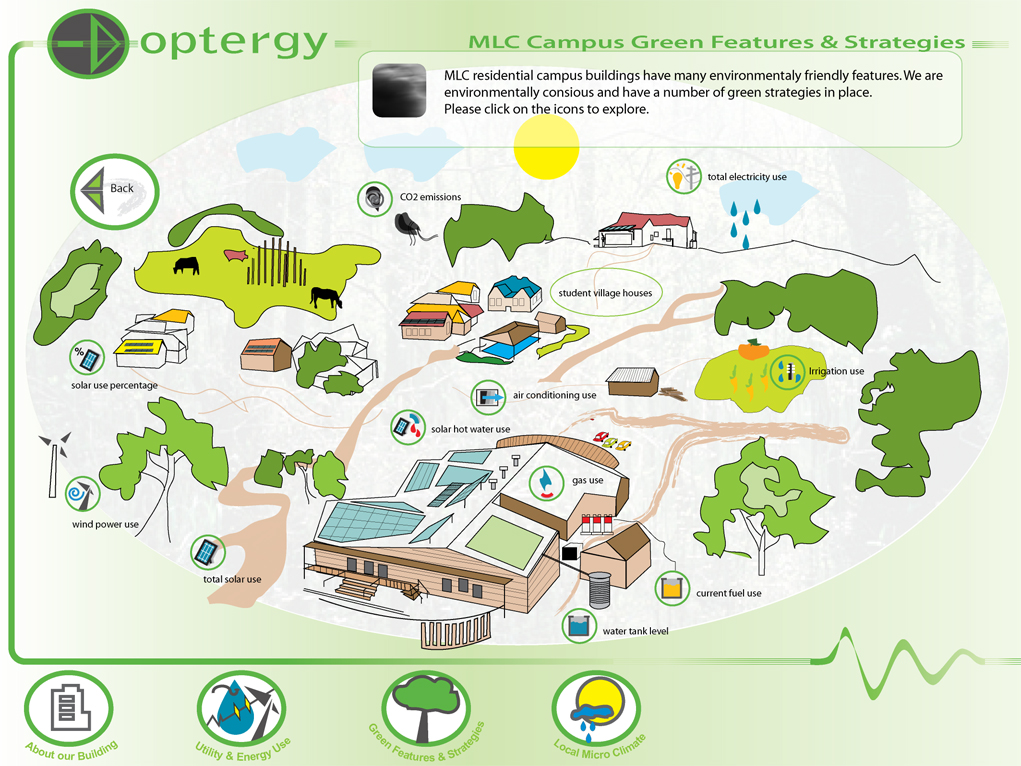 optergy
MLC Campus Green Features & Strategies
MLC residential campus buildings have many environmentaly friendly features. We are
environmentally consious and have a number of green strategies in place.
Please click on the icons to explore.
Back
CO2 emissions
total electricity use
student village houses
%
solar use percentage
Irrigation use
air conditioning use
solar hot water use
gas use
wind power use
total solar use
current fuel use
water tank level
About our Building
Utility & Energy Use
Green Features & Strategies
Local Micro Climate